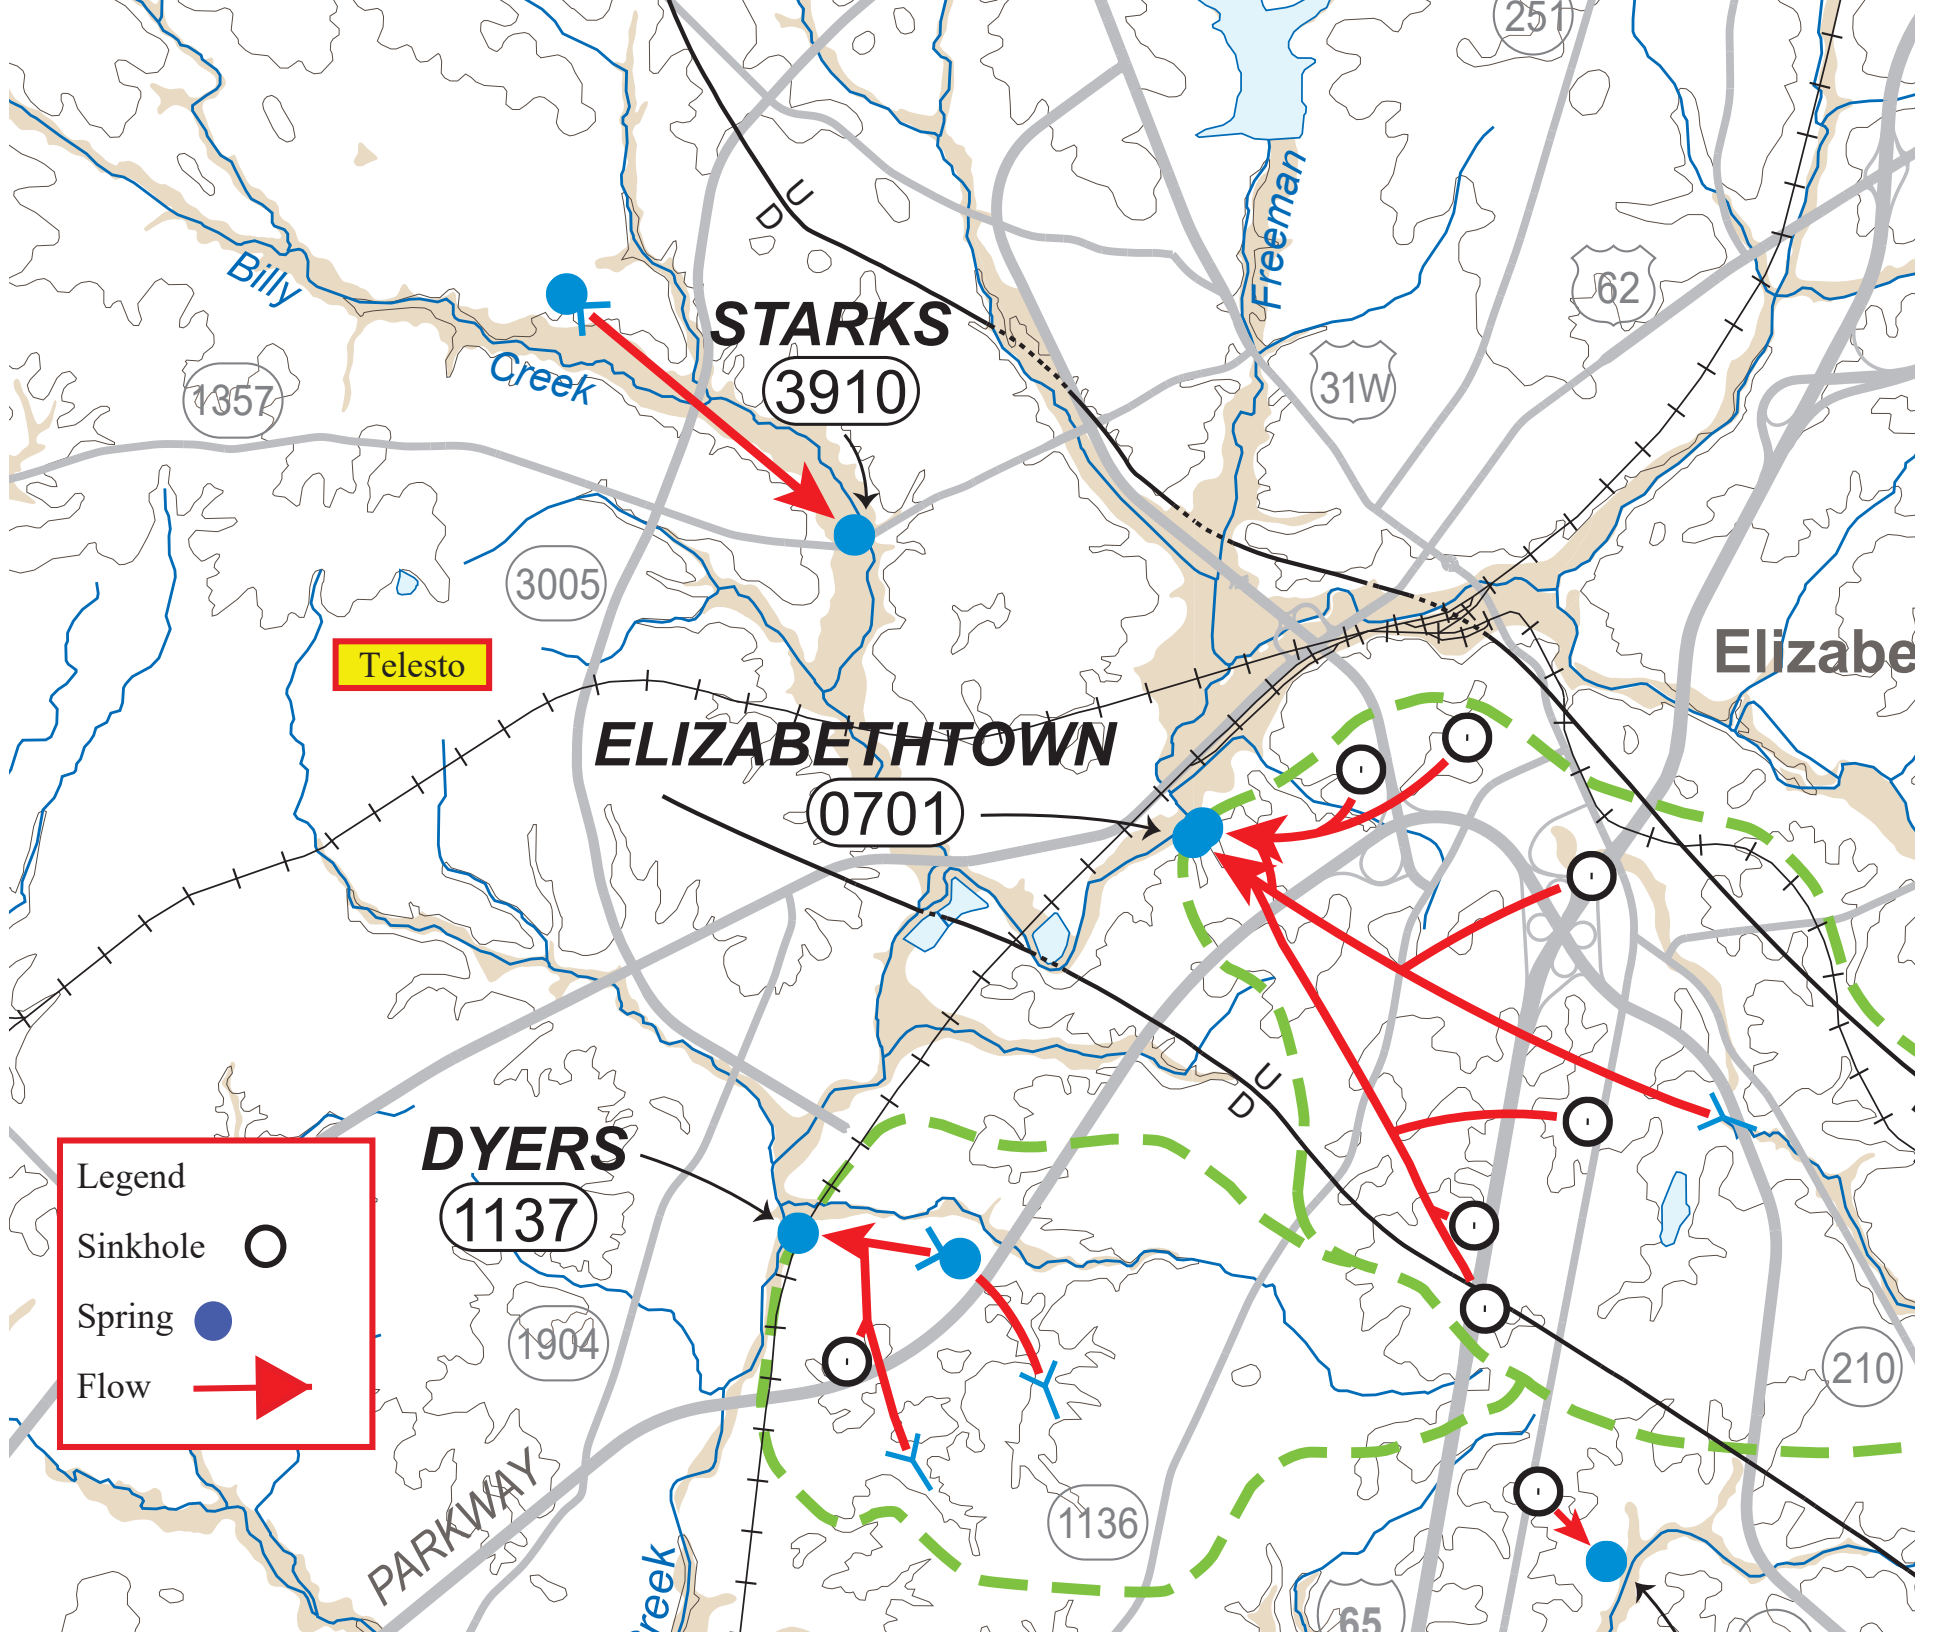 251
U
D
Freeman
Billy
62
STARKS
3910
Creek
31W
1357
3005
Telesto
Elizabe
ELIZABETHTOWN
0701
U
D
DYERS
1137
Legend
Sinkhole
Spring
Flow
1904
210
PARKWAY
1136
reek
65